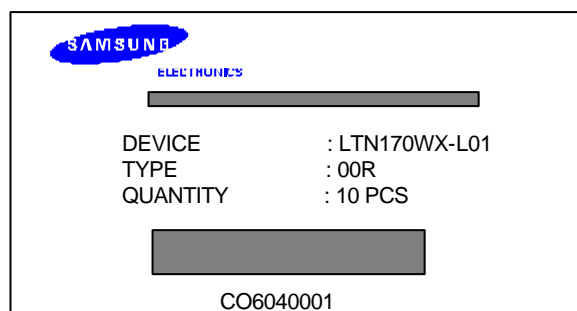 SAMSUNG
ELECTRONICS
DEVICE : LTN170WX-L01
TYPE : 00R
QUANTITY : 10 PCS
CO6040001